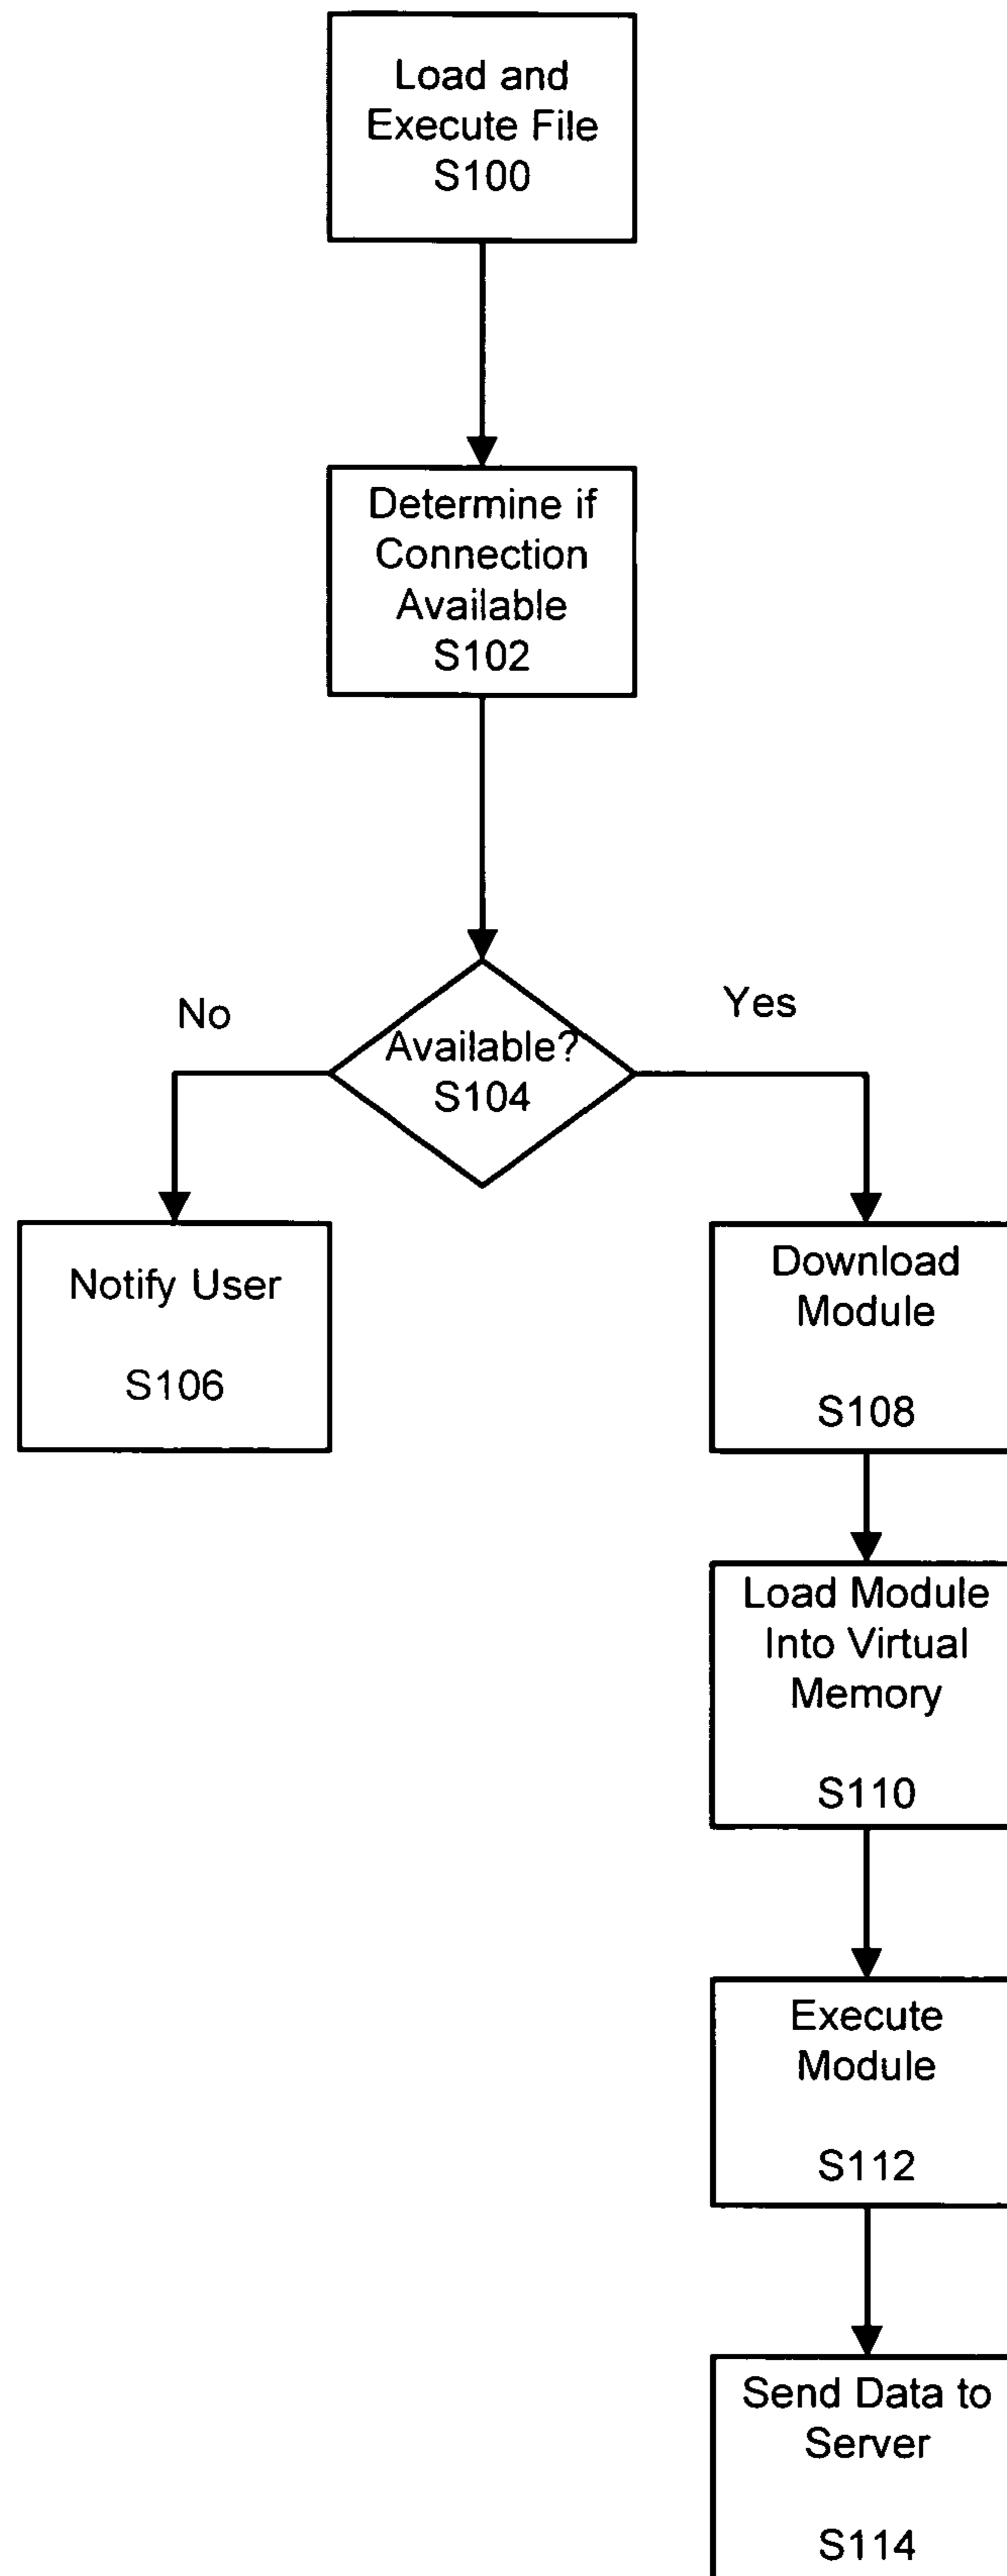 Load and
Execute File
S100
Determine if
Connection
Available
S102
No
Yes
Available?
S104
Notify User
S106
Download
Module
S108
Load Module
Into Virtual
Memory
S110
Execute
Module
S112
Send Data to
Server
S114